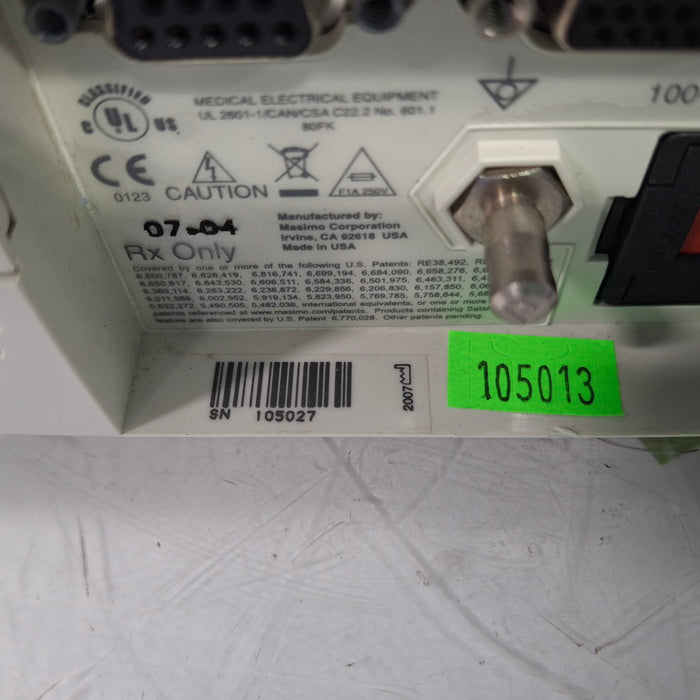 100
CLASSIFIED
C UL US
MEDICAL ELECTRICAL EQUIPMENT
UL 2601-1/CAN/CSA C22.2 No. 601.1
80FK
CE
0123
CAUTION
F1A 250V
07-04
Rx Only
Manufactured by:
Masimo Corporation
Irvine, CA 92618 USA
Made in USA
Covered by one or more of the following U.S. Patents: RE38,492,
6,850,787, 6,826,419, 6,816,741, 6,699,194, 6,684,090, 6,658,276,
6,650,917, 6,643,530, 6,606,511, 6,584,336, 6,501,975, 6,463,311,
6,360,114, 6,263,222, 6,236,872, 6,229,856, 6,206,830, 6,157,850,
6,011,986, 6,002,952, 5,919,134, 5,823,950, 5,769,785, 5,758,644,
5,632,272, 5,490,505, 5,482,036, international equivalents, or one or more
patents referenced at www.masimo.com/patents. Products containing
feature are also covered by U.S. Patent 6,770,028. Other patents pending.
SN 105027
2007
105013